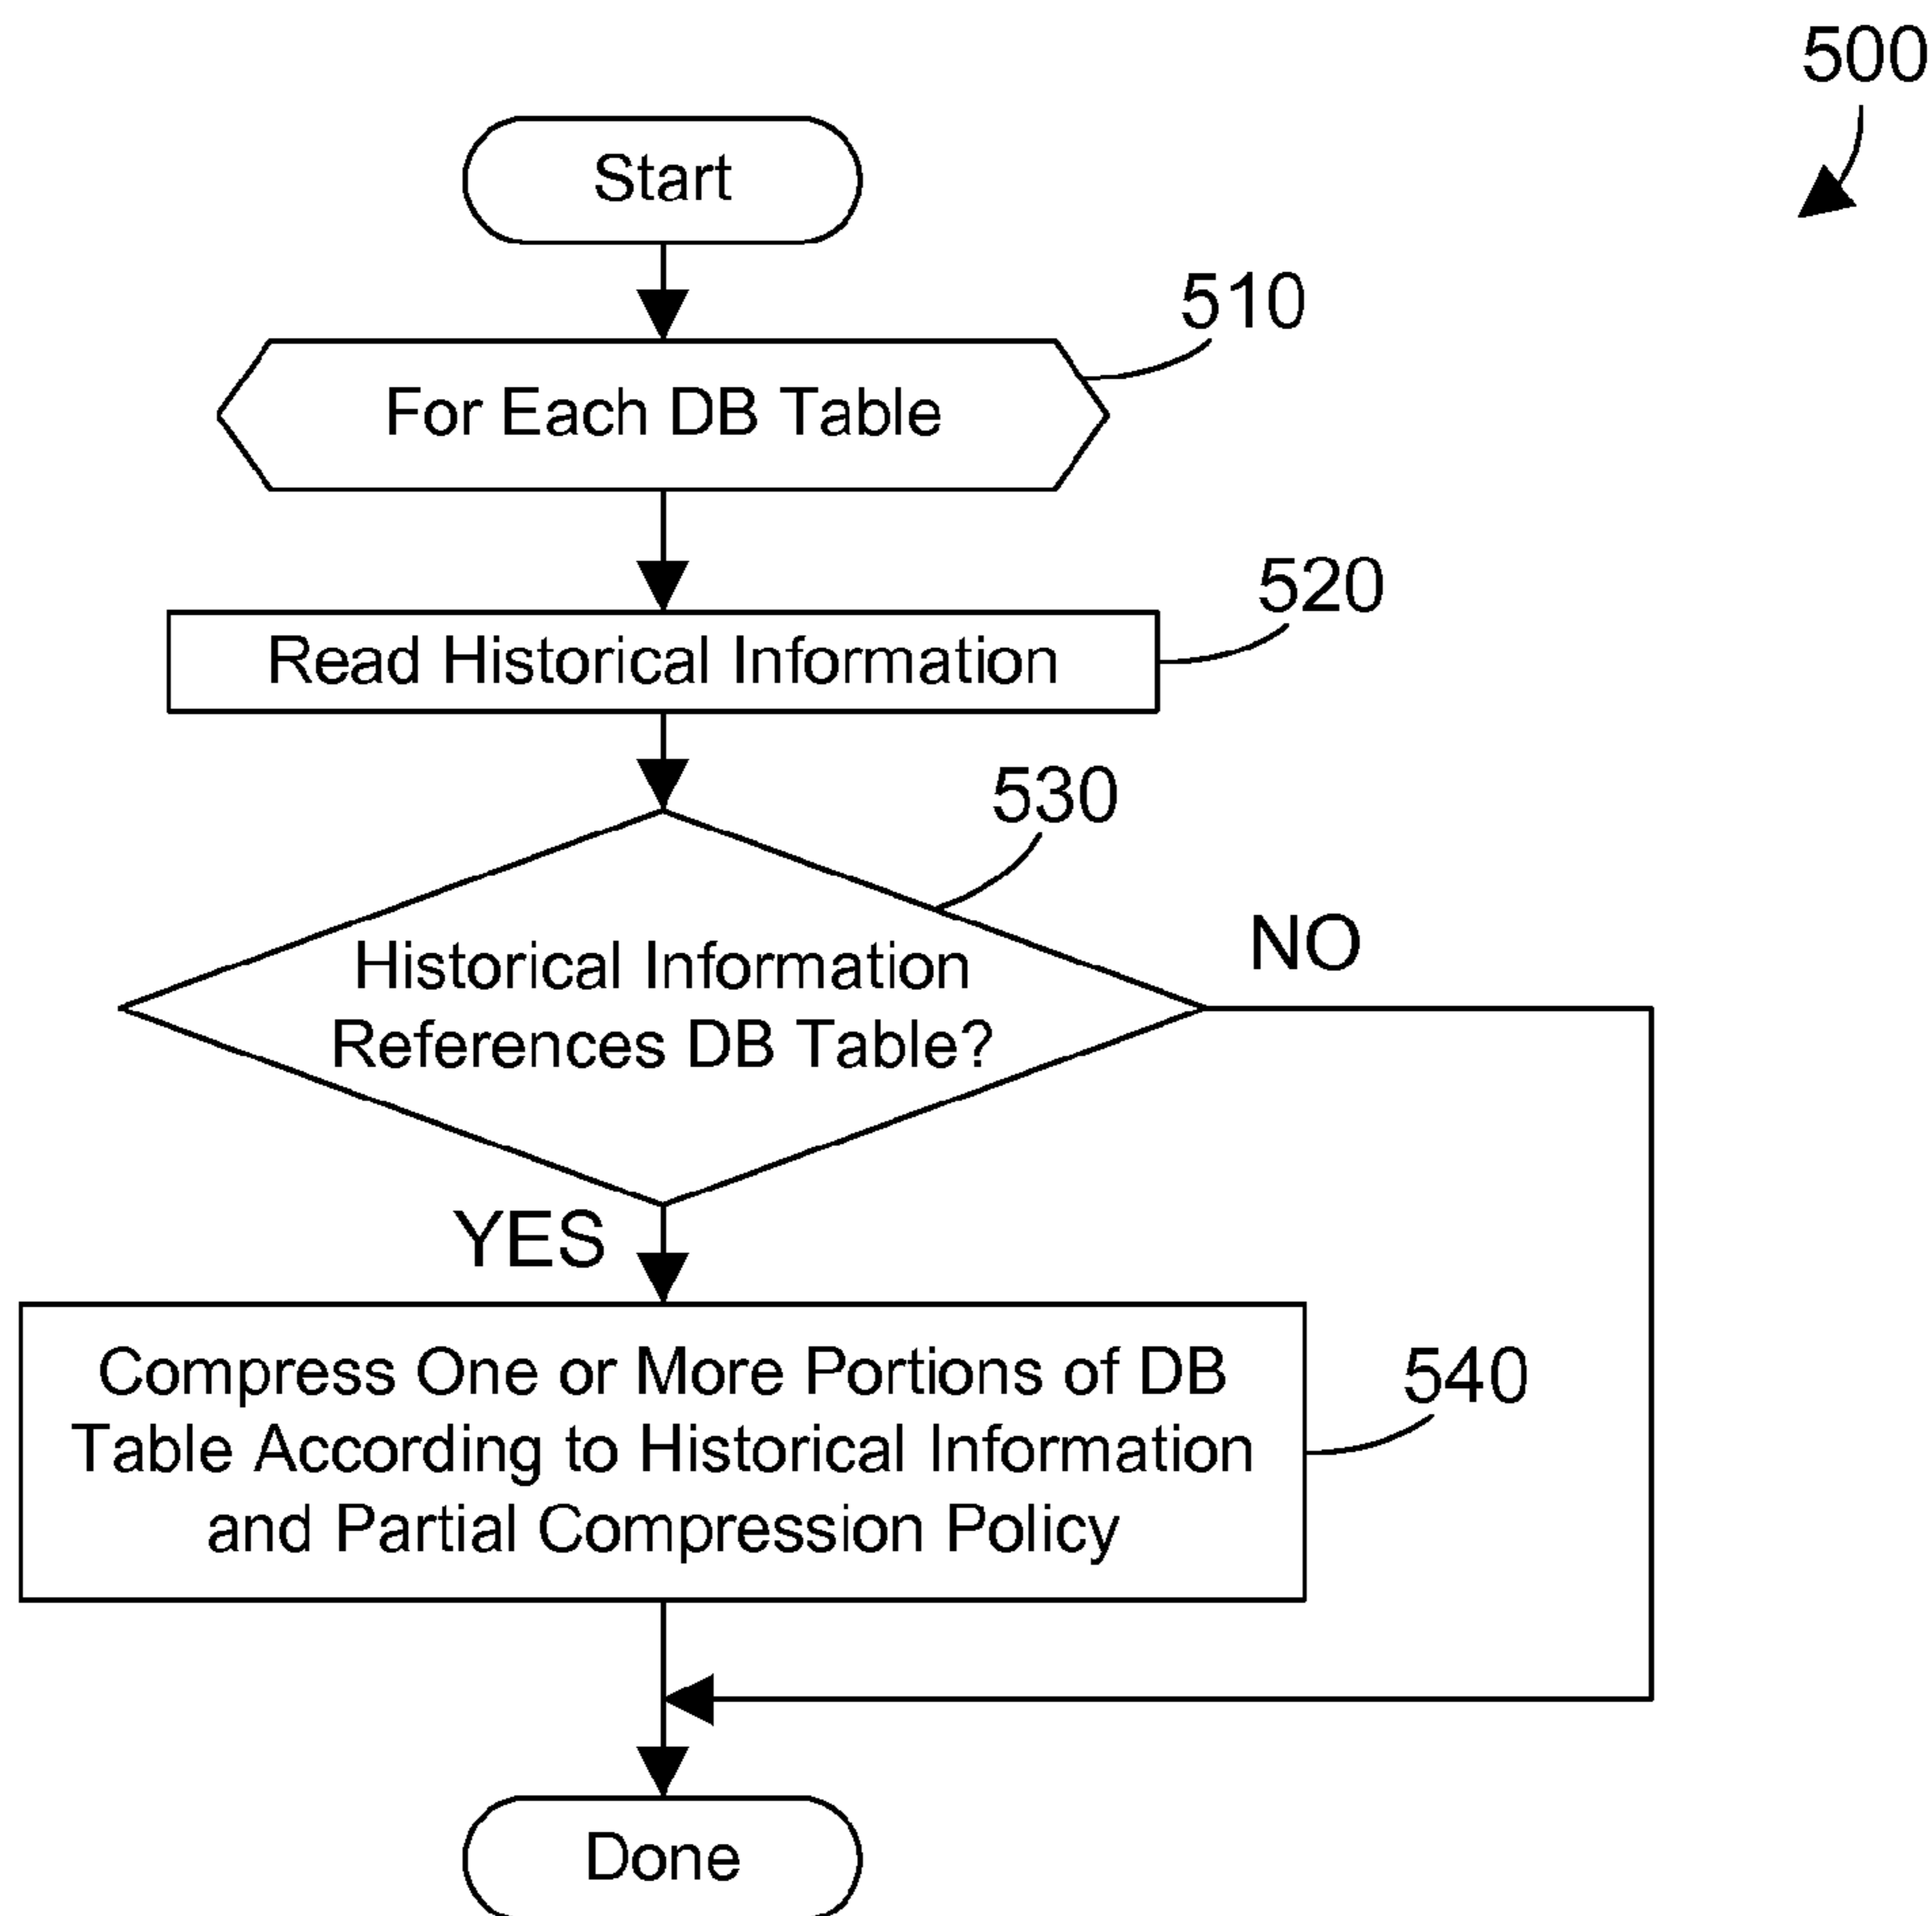 500
Start
510
For Each DB Table
520
Read Historical Information
530
Historical Information
References DB Table?
NO
YES
Compress One or More Portions of DB
Table According to Historical Information
and Partial Compression Policy
540
Done